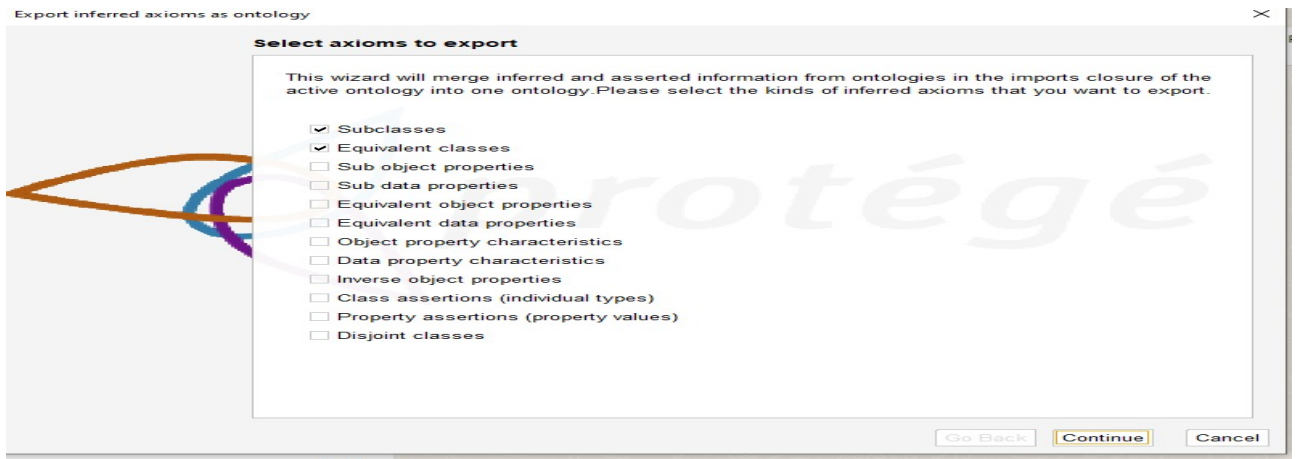 Export inferred axioms as ontology
Select axioms to export
This wizard will merge inferred and asserted information from ontologies in the imports closure of the
active ontology into one ontology.Please select the kinds of inferred axioms that you want to export.
Subclasses
Equivalent classes
Sub object properties
Sub data properties
Equivalent object properties
Equivalent data properties
Object property characteristics
Data property characteristics
Inverse object properties
Class assertions (individual types)
Property assertions (property values)
Disjoint classes
protégé
Go Back Continue Cancel